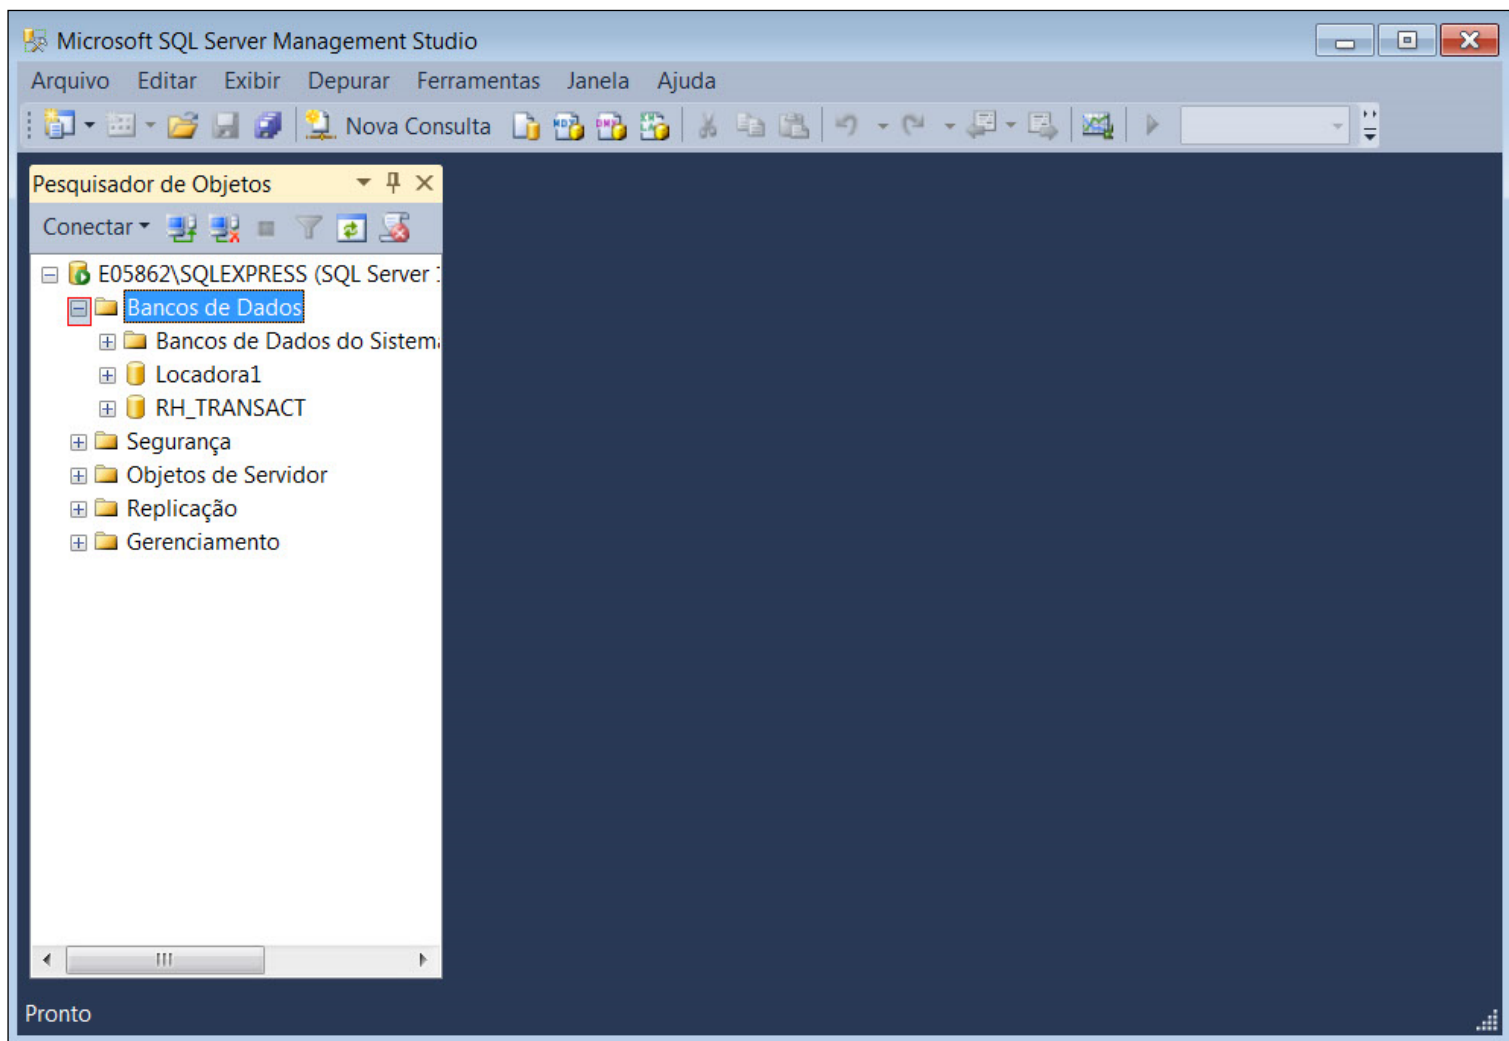 Microsoft SQL Server Management Studio
Arquivo Editar Exibir Depurar Ferramentas Janela Ajuda
Nova Consulta
Pesquisador de Objetos
Conectar
E05862\SQLEXPRESS (SQL Server
Bancos de Dados
Bancos de Dados do Sistema
Locadora1
RH_TRANSACT
Segurança
Objetos de Servidor
Replicação
Gerenciamento
Pronto